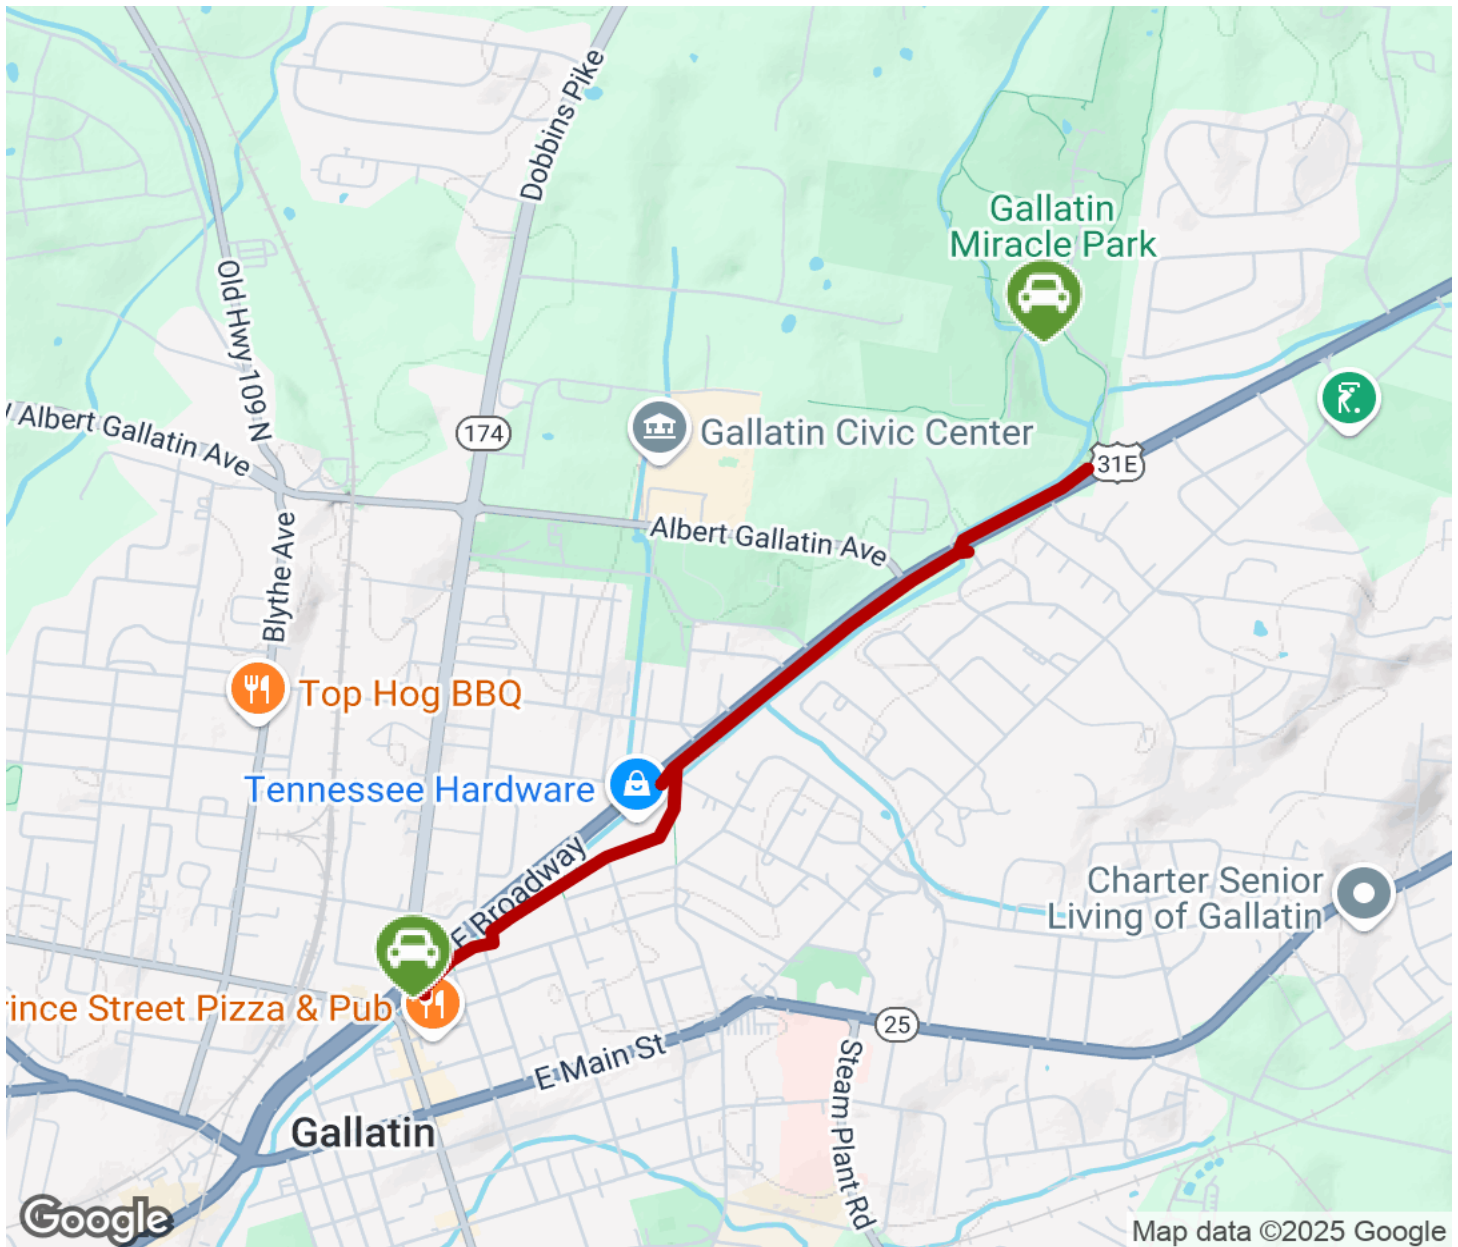 Dobbins Pike
Gallatin
Miracle Park
Old Hwy 109 N
Albert Gallatin Ave
174
Gallatin Civic Center
31E
Albert Gallatin Ave
Blythe Ave
Top Hog BBQ
Tennessee Hardware
E Broadway
Charter Senior
Living of Gallatin
rince Street Pizza & Pub
25
E Main St
Steam Plant Rd
Gallatin
Google
Map data ©2025 Google